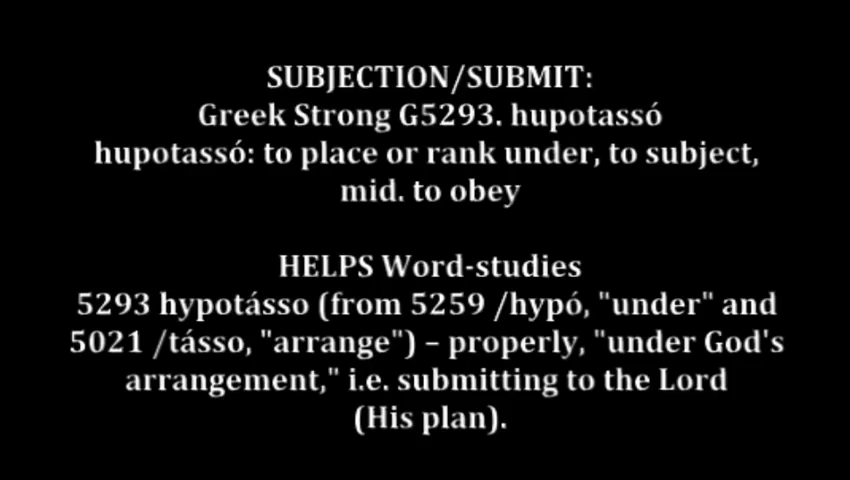 SUBJECTION/SUBMIT:
Greek Strong G5293. hupotassó
hupotassó: to place or rank under, to subject,
mid. to obey
HELPS Word-studies
5293 hypotásso (from 5259 /hypó, "under" and
5021 /tásso, "arrange") – properly, "under God's
arrangement," i.e. submitting to the Lord
(His plan).